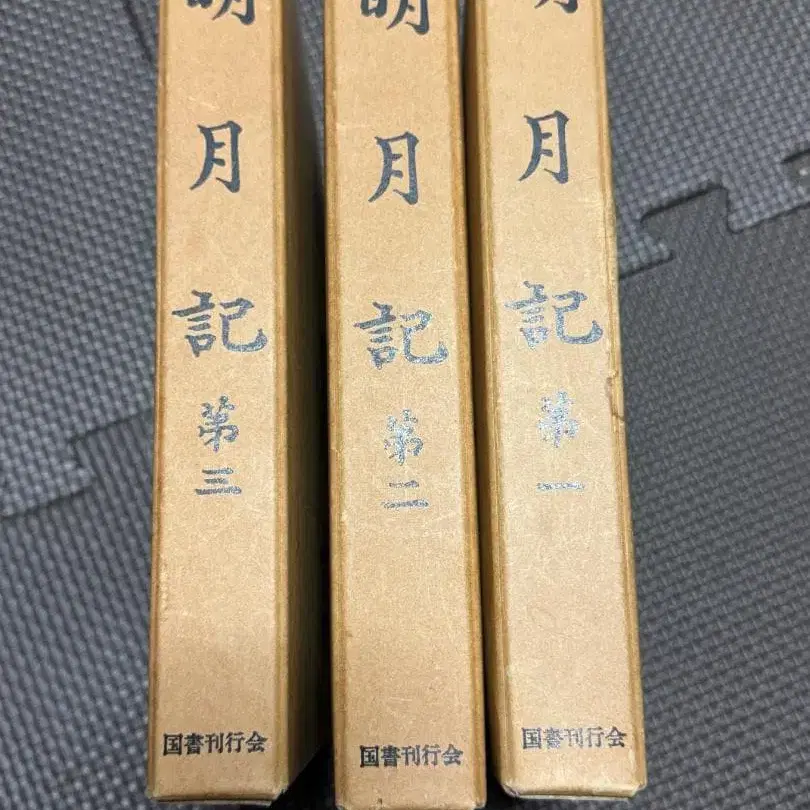 明月記 第三
国書刊行会
明月記 第二
国書刊行会
明月記 第一
国書刊行会